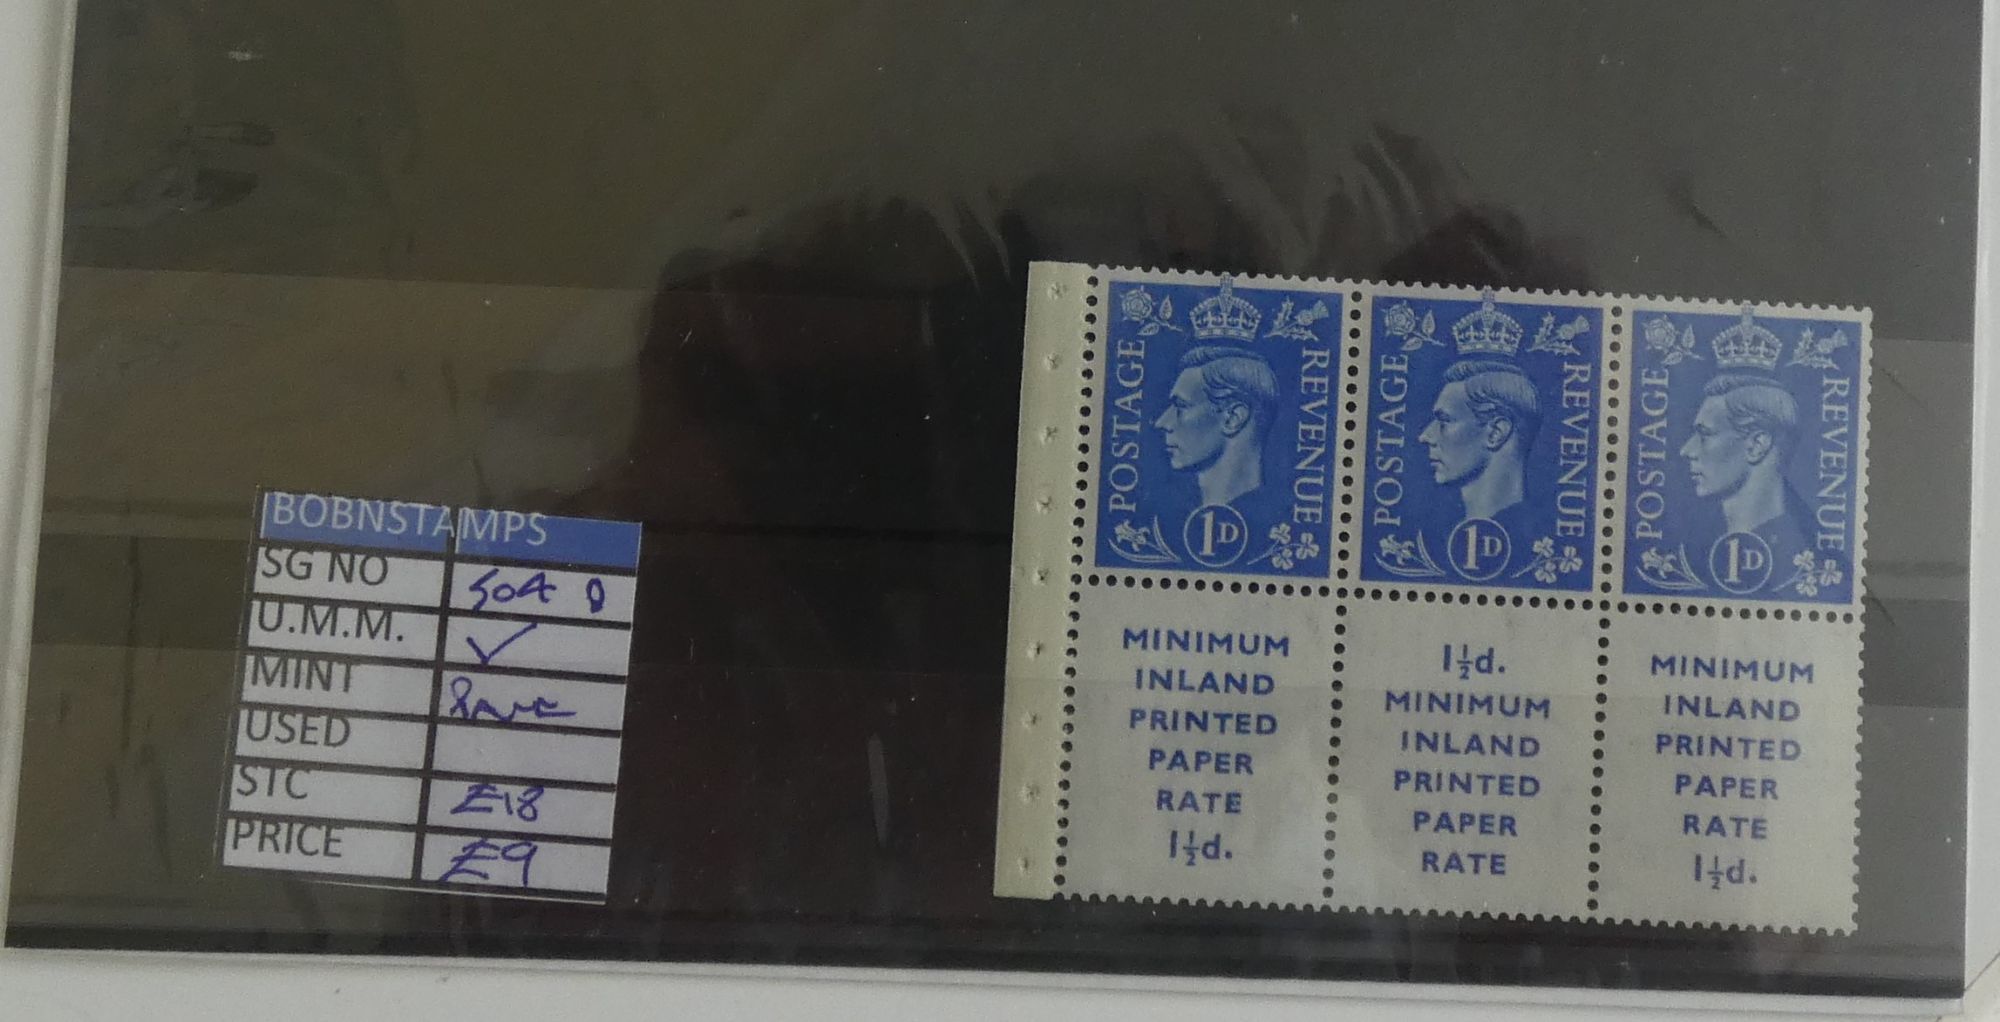 BOBNSTAMPS
SG NO 504 D
U.M.M. ✓
MINT PANE
USED
STC £18
PRICE £9
POSTAGE REVENUE 1D
POSTAGE REVENUE 1D
POSTAGE REVENUE 1D
MINIMUM
INLAND
PRINTED
PAPER
RATE
1½d.
1½d.
MINIMUM
INLAND
PRINTED
PAPER
RATE
MINIMUM
INLAND
PRINTED
PAPER
RATE
1½d.